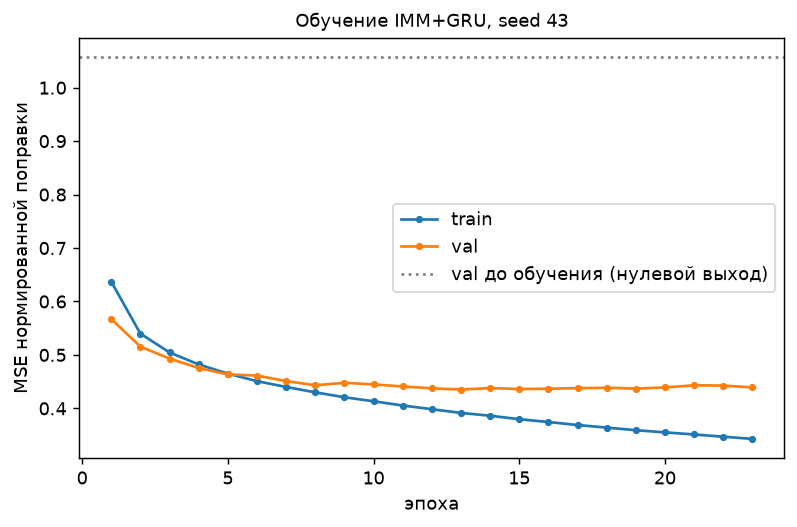 Обучение IMM+GRU, seed 43
MSE нормированной поправки
1.0
0.9
0.8
0.7
0.6
0.5
0.4
train
val
val до обучения (нулевой выход)
0 5 10 15 20
эпоха